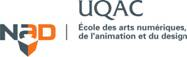 UQAC
NAD
École des arts numériques,
de l'animation et du design